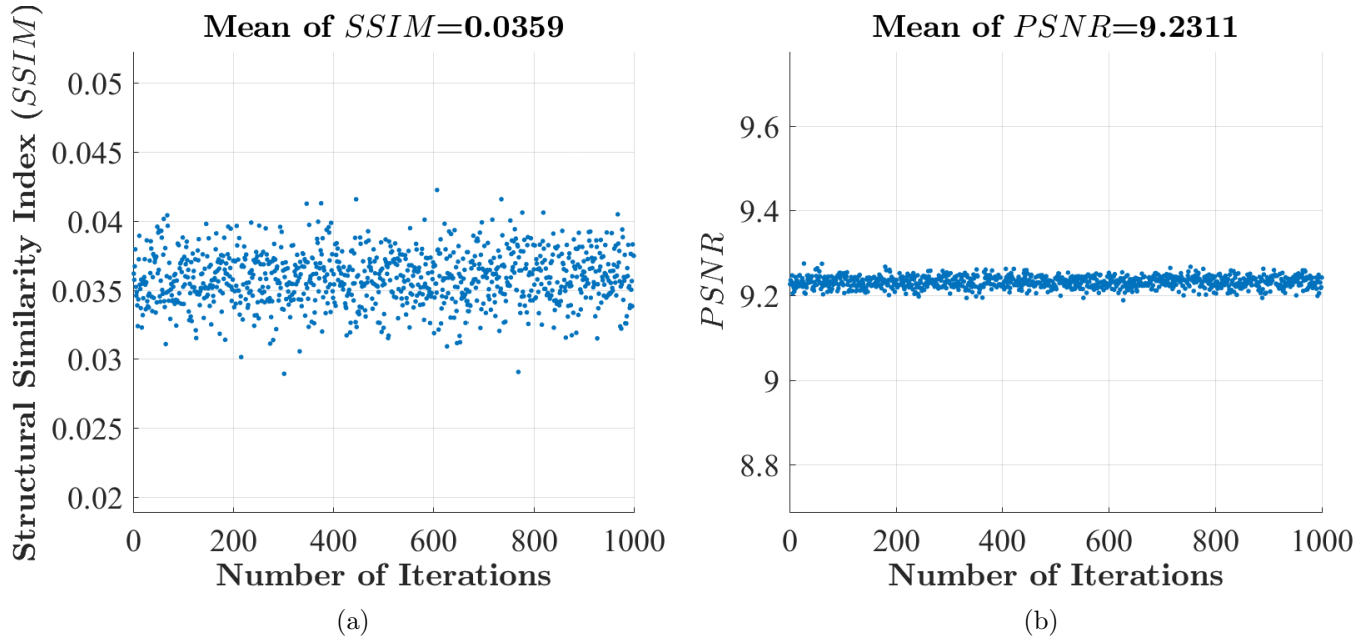 Mean of SSIM=0.0359
Structural Similarity Index (SSIM)
0.05
0.045
0.04
0.035
0.03
0.025
0.02
0 200 400 600 800 1000
Number of Iterations
(a)
Mean of PSNR=9.2311
PSNR
9.6
9.4
9.2
9
8.8
0 200 400 600 800 1000
Number of Iterations
(b)